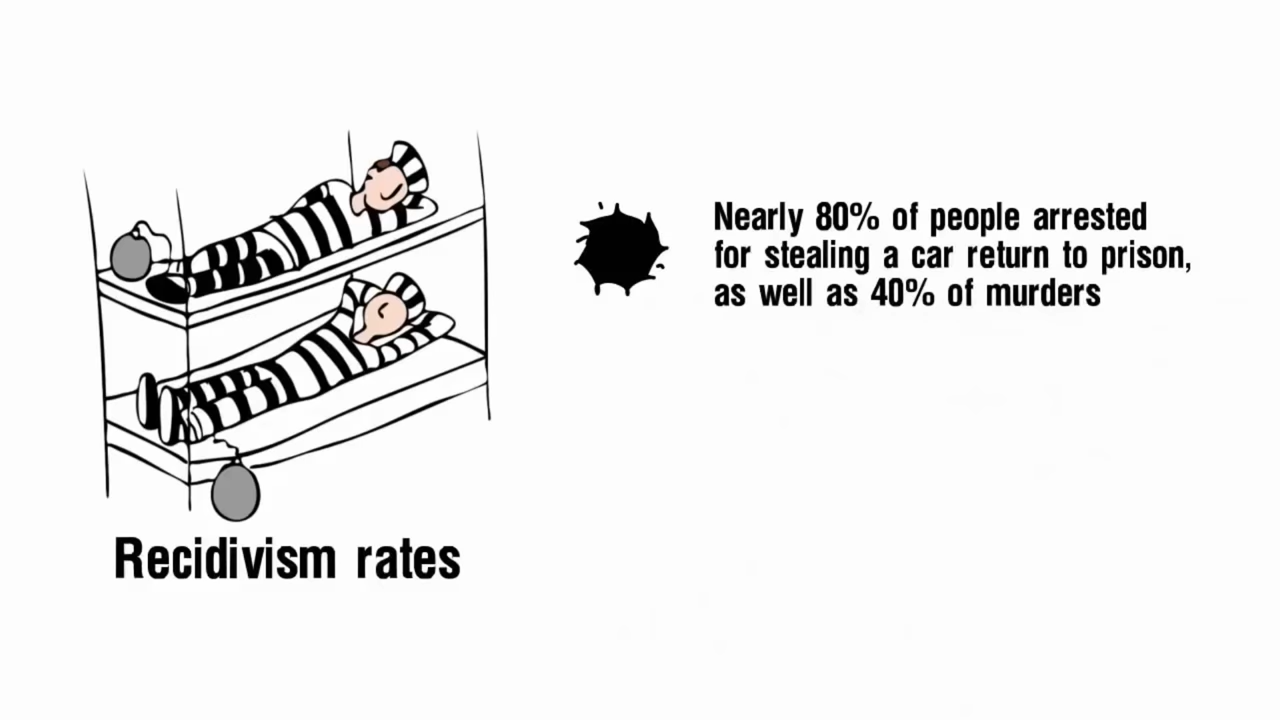 Nearly 80% of people arrested
for stealing a car return to prison,
as well as 40% of murders
Recidivism rates